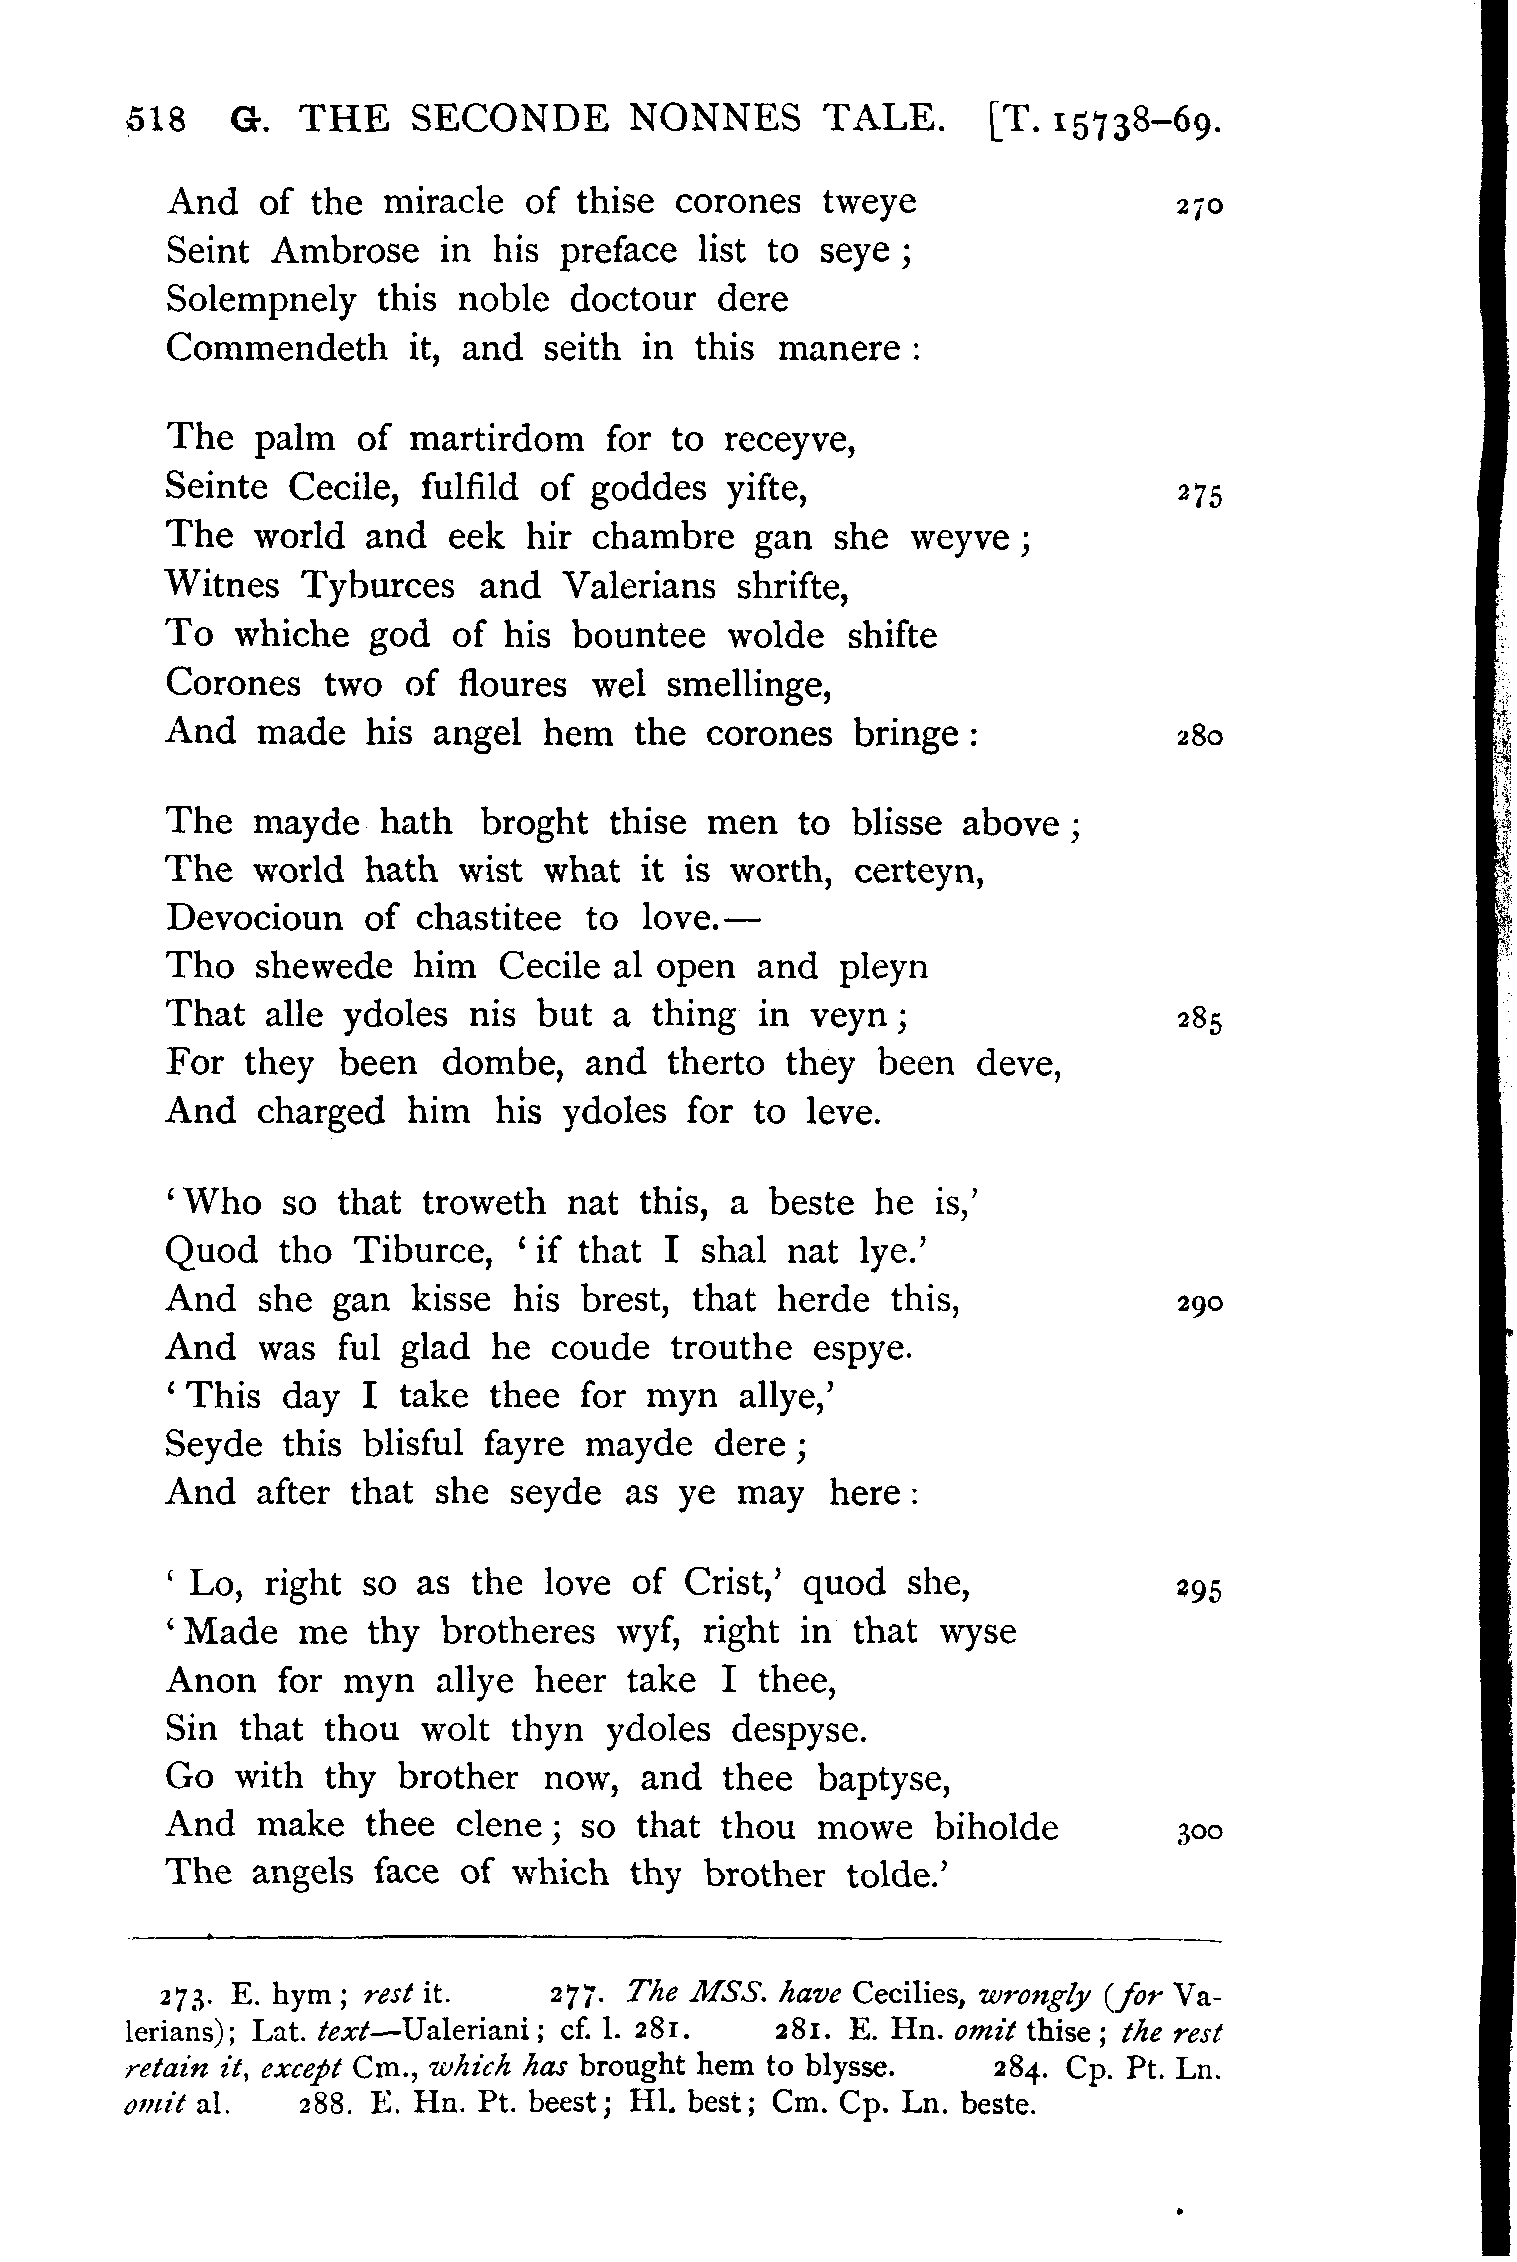 518 G. THE SECONDE NONNES TALE. [T. 15738–69.
And of the miracle of thise corones tweye 270
Seint Ambrose in his preface list to seye ;
Solempnely this noble doctour dere
Commendeth it, and seith in this manere :
The palm of martirdom for to receyve,
Seinte Cecile, fulfild of goddes yifte, 275
The world and eek hir chambre gan she weyve ;
Witnes Tyburces and Valerians shrifte,
To whiche god of his bountee wolde shifte
Corones two of floures wel smellinge,
And made his angel hem the corones bringe : 280
The mayde hath broght thise men to blisse above ;
The world hath wist what it is worth, certeyn,
Devocioun of chastitee to love.—
Tho shewede him Cecile al open and pleyn
That alle ydoles nis but a thing in veyn ; 285
For they been dombe, and therto they been deve,
And charged him his ydoles for to leve.
‘Who so that troweth nat this, a beste he is,’
Quod tho Tiburce, ‘if that I shal nat lye.’
And she gan kisse his brest, that herde this, 290
And was ful glad he coude trouthe espye.
‘This day I take thee for myn allye,’
Seyde this blisful fayre mayde dere ;
And after that she seyde as ye may here :
‘Lo, right so as the love of Crist,’ quod she, 295
‘Made me thy brotheres wyf, right in that wyse
Anon for myn allye heer take I thee,
Sin that thou wolt thyn ydoles despyse.
Go with thy brother now, and thee baptyse,
And make thee clene ; so that thou mowe biholde 300
The angels face of which thy brother tolde.’
273. E. hym ; rest it. 277. The MSS. have Cecilies, wrongly (for Va-
lerians); Lat. text—Ualeriani ; cf. l. 281. 281. E. Hn. omit thise ; the rest
retain it, except Cm., which has brought hem to blysse. 284. Cp. Pt. Ln.
omit al. 288. E. Hn. Pt. beest ; Hl. best ; Cm. Cp. Ln. beste.